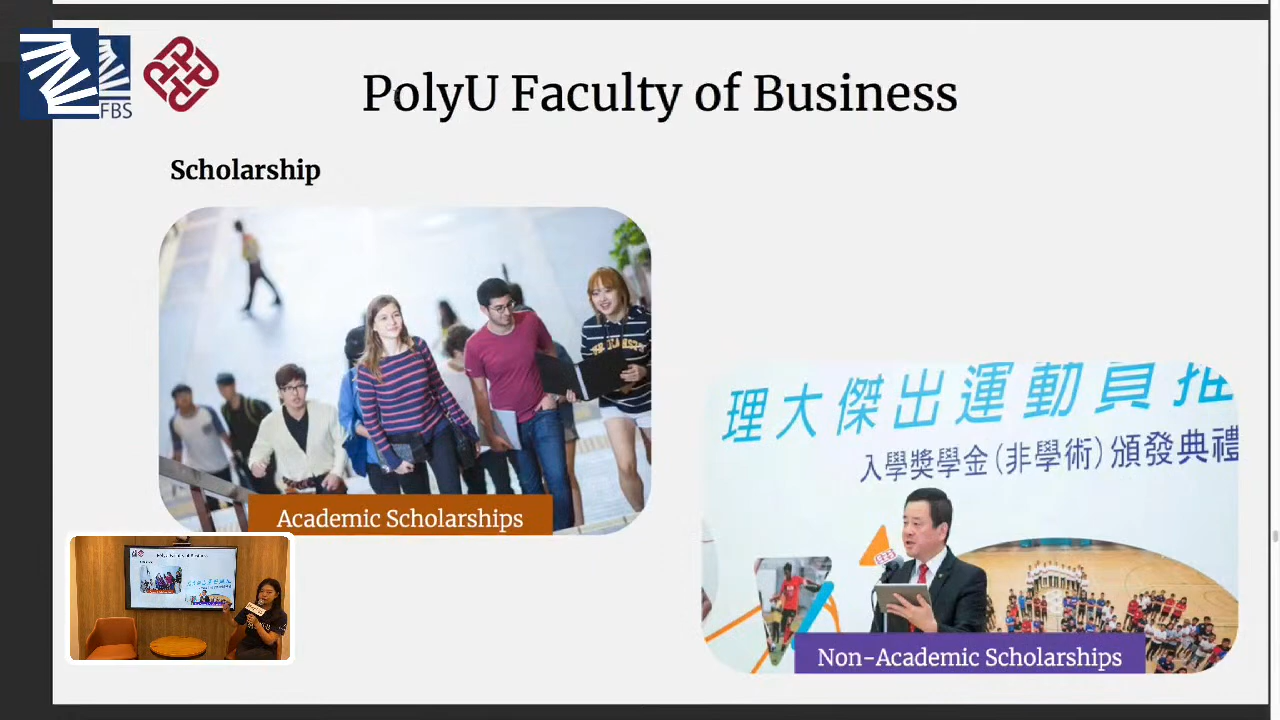 FBS
PolyU Faculty of Business
Scholarship
理大傑出運動員推
入學獎學金(非學術)頒發典禮
Academic Scholarships
Non-Academic Scholarships